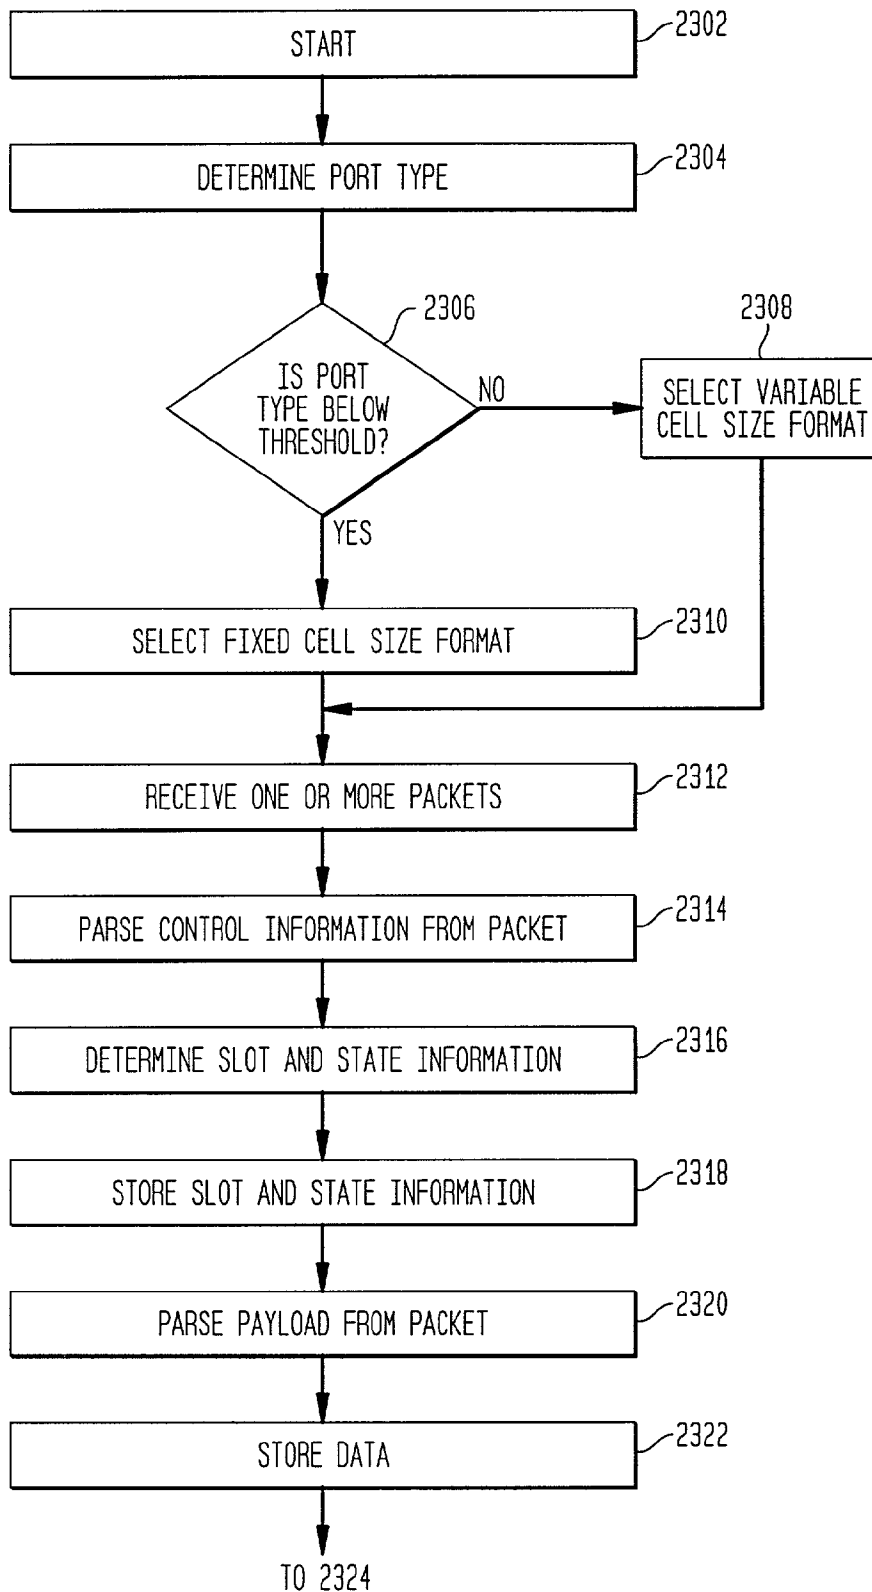 START
2302
DETERMINE PORT TYPE
2304
2306
IS PORT
TYPE BELOW
THRESHOLD?
NO
2308
SELECT VARIABLE
CELL SIZE FORMAT
YES
SELECT FIXED CELL SIZE FORMAT
2310
RECEIVE ONE OR MORE PACKETS
2312
PARSE CONTROL INFORMATION FROM PACKET
2314
DETERMINE SLOT AND STATE INFORMATION
2316
STORE SLOT AND STATE INFORMATION
2318
PARSE PAYLOAD FROM PACKET
2320
STORE DATA
2322
TO 2324